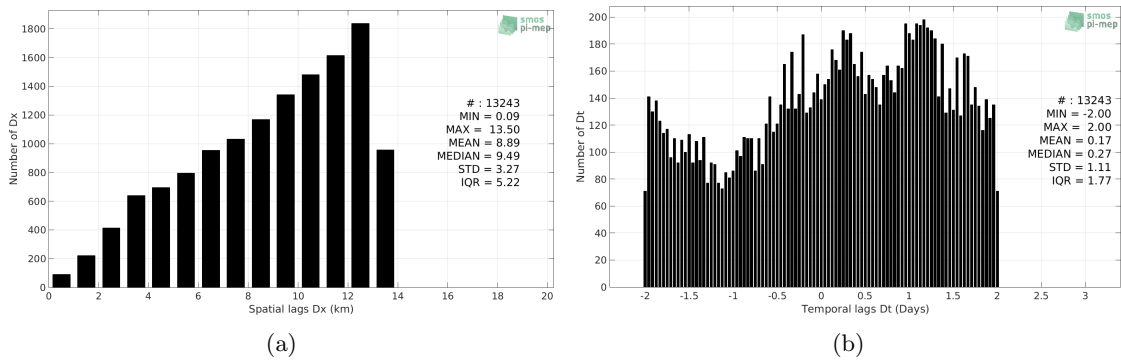 1800
1600
1400
1200
1000
800
600
400
200
0
Number of Dx
0 2 4 6 8 10 12 14 16 18 20
Spatial lags Dx (km)
smos
pi-mep
# : 13243
MIN = 0.09
MAX = 13.50
MEAN = 8.89
MEDIAN = 9.49
STD = 3.27
IQR = 5.22
(a)
200
180
160
140
120
100
80
60
40
20
0
Number of Dt
-2 -1.5 -1 -0.5 0 0.5 1 1.5 2 2.5 3
Temporal lags Dt (Days)
smos
pi-mep
# : 13243
MIN = -2.00
MAX = 2.00
MEAN = 0.17
MEDIAN = 0.27
STD = 1.11
IQR = 1.77
(b)